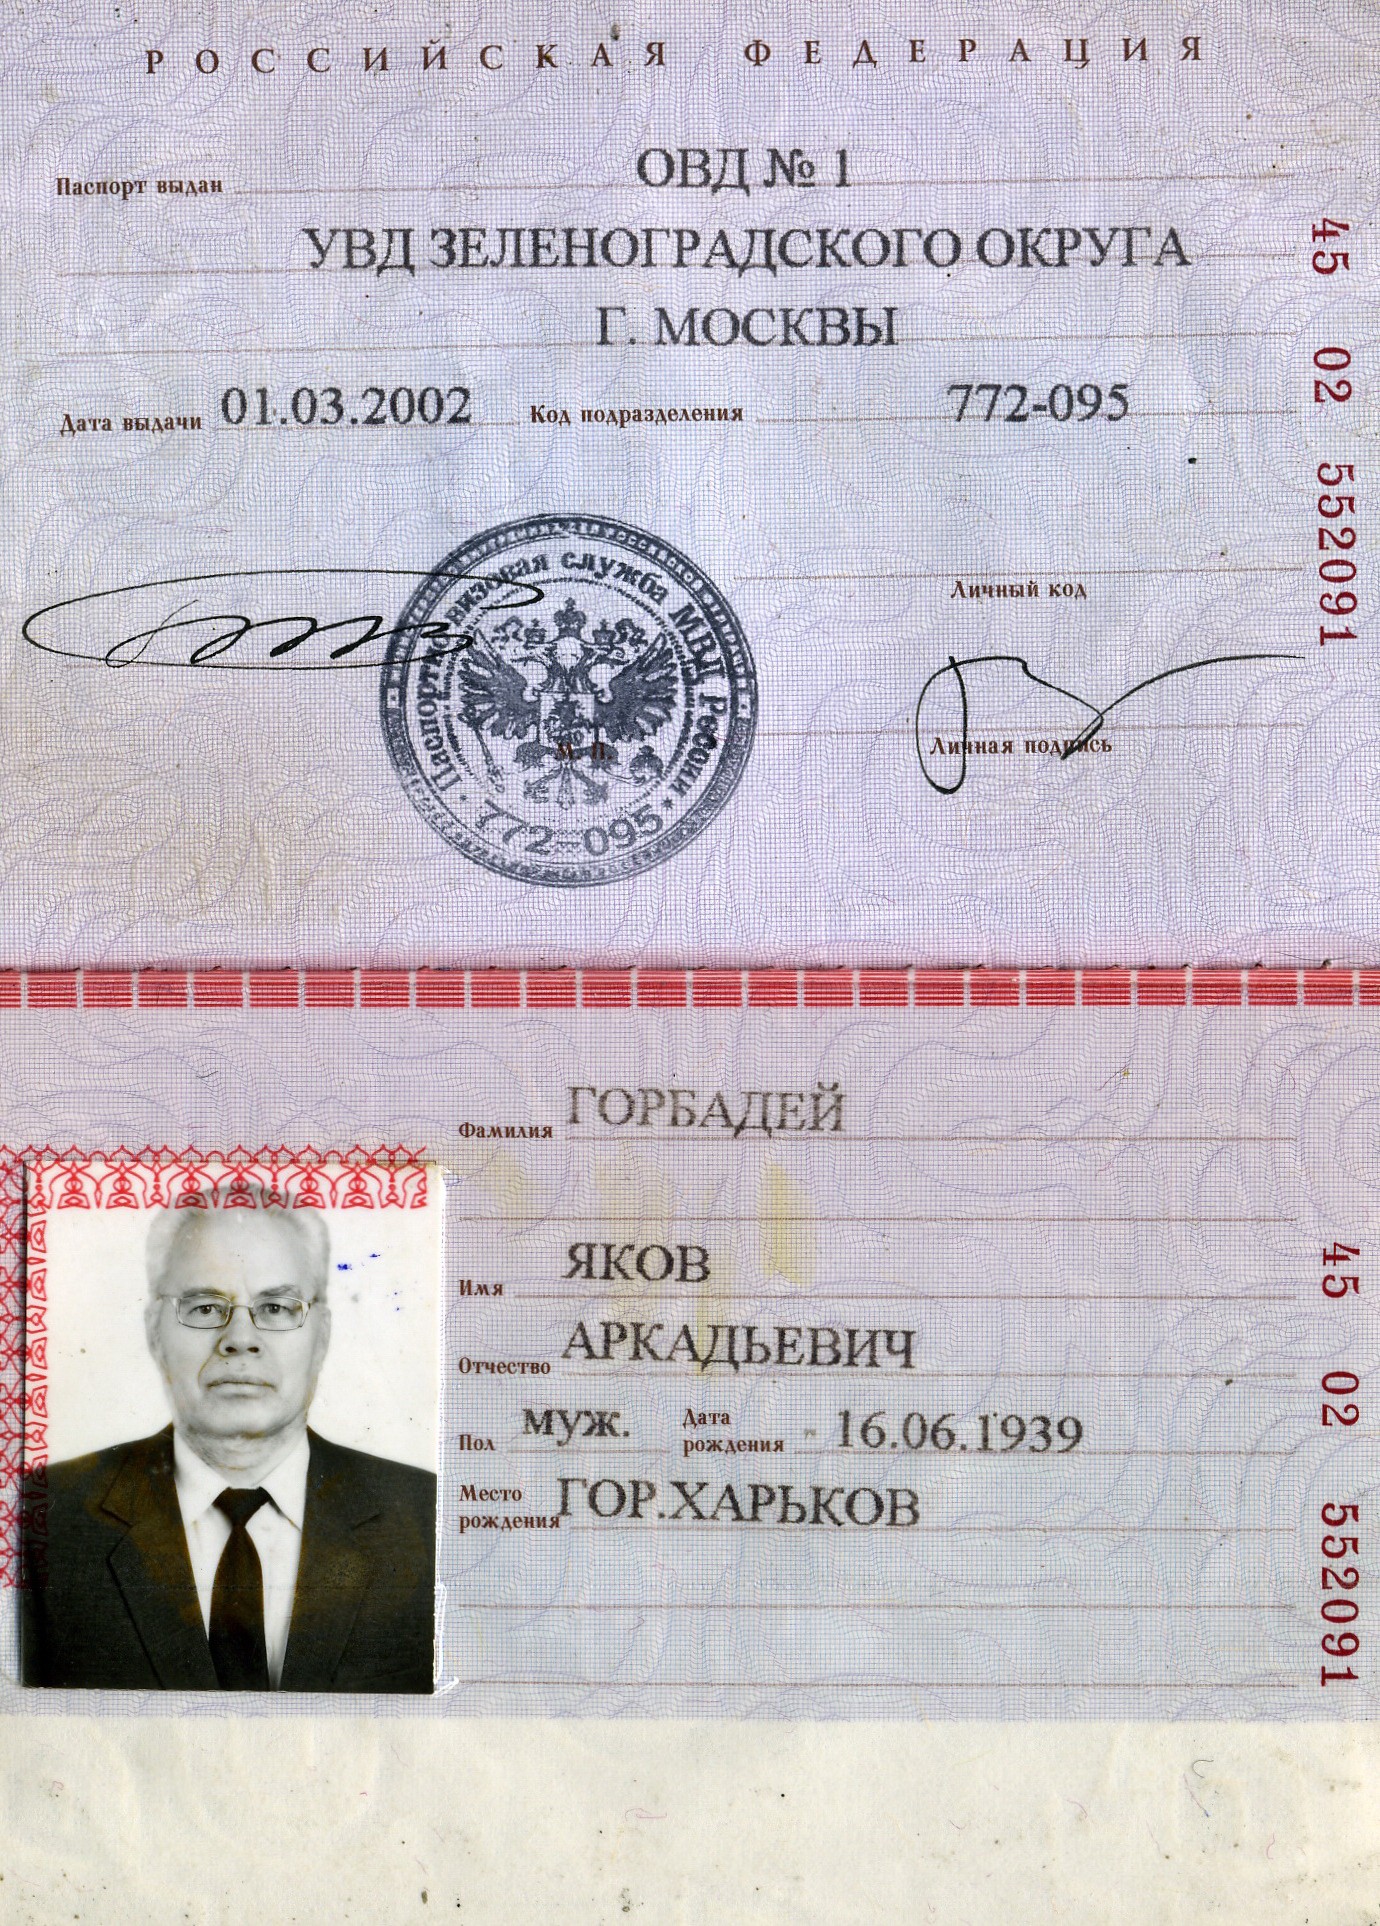 РОССИЙСКАЯ ФЕДЕРАЦИЯ
Паспорт выдан
ОВД № 1
УВД ЗЕЛЕНОГРАДСКОГО ОКРУГА
Г. МОСКВЫ
Дата выдачи 01.03.2002 Код подразделения 772-095
Личный код
Личная подпись
М. П.
Паспортно-визовая служба МВД России
772-095
45 02 552091
Фамилия
ГОРБАДЕЙ
Имя ЯКОВ
Отчество АРКАДЬЕВИЧ
Пол МУЖ. Дата рождения 16.06.1939
Место рождения ГОР.ХАРЬКОВ
45 02 552091